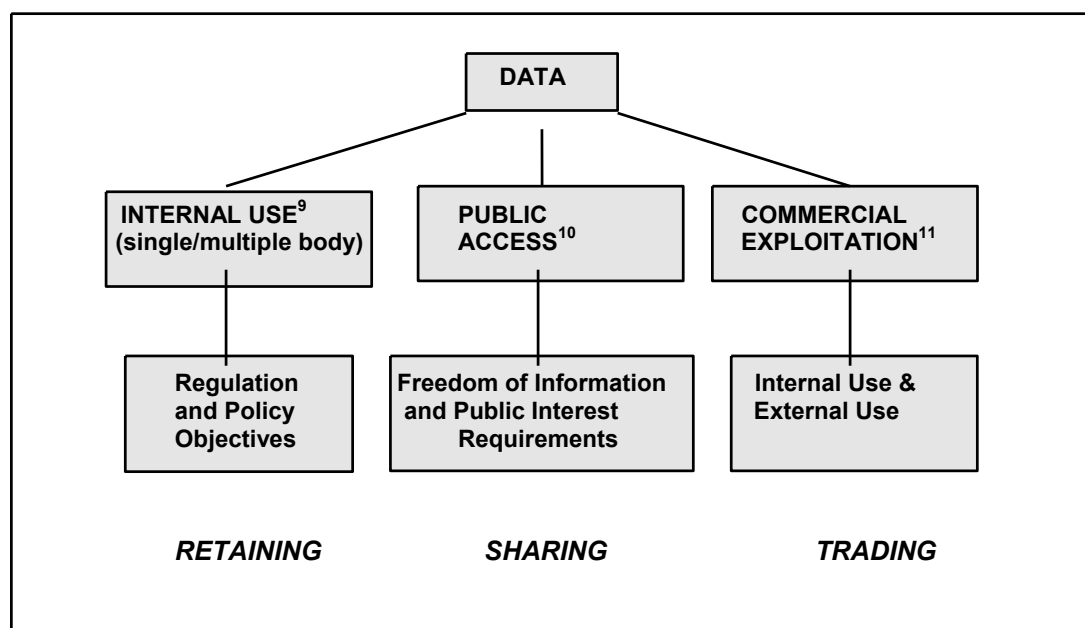 DATA
INTERNAL USE⁹
(single/multiple body)
PUBLIC
ACCESS¹⁰
COMMERCIAL
EXPLOITATION¹¹
Regulation
and Policy
Objectives
Freedom of Information
and Public Interest
Requirements
Internal Use &
External Use
RETAINING
SHARING
TRADING